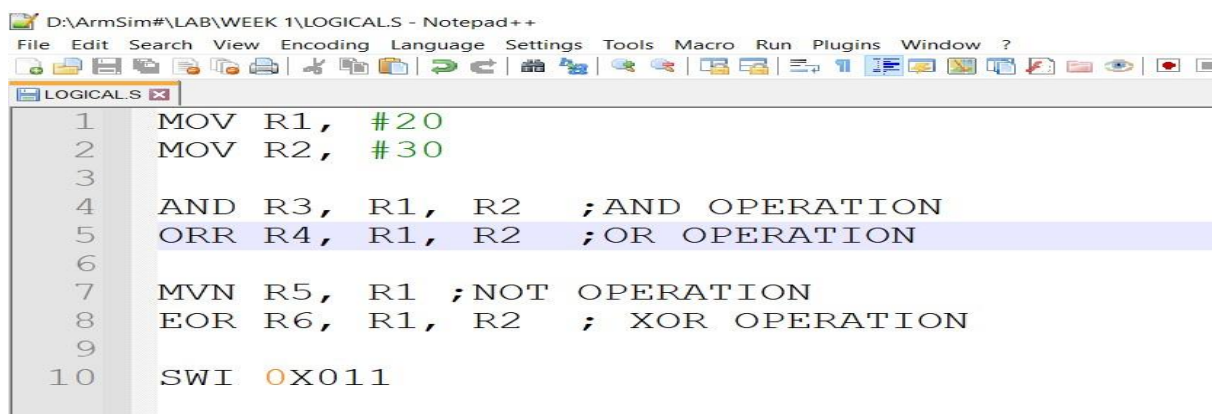 D:\ArmSim#\LAB\WEEK 1\LOGICAL.S - Notepad++
File Edit Search View Encoding Language Settings Tools Macro Run Plugins Window ?
LOGICAL.S
1 MOV R1, #20
2 MOV R2, #30
3
4 AND R3, R1, R2 ;AND OPERATION
5 ORR R4, R1, R2 ;OR OPERATION
6
7 MVN R5, R1 ;NOT OPERATION
8 EOR R6, R1, R2 ; XOR OPERATION
9
10 SWI 0X011